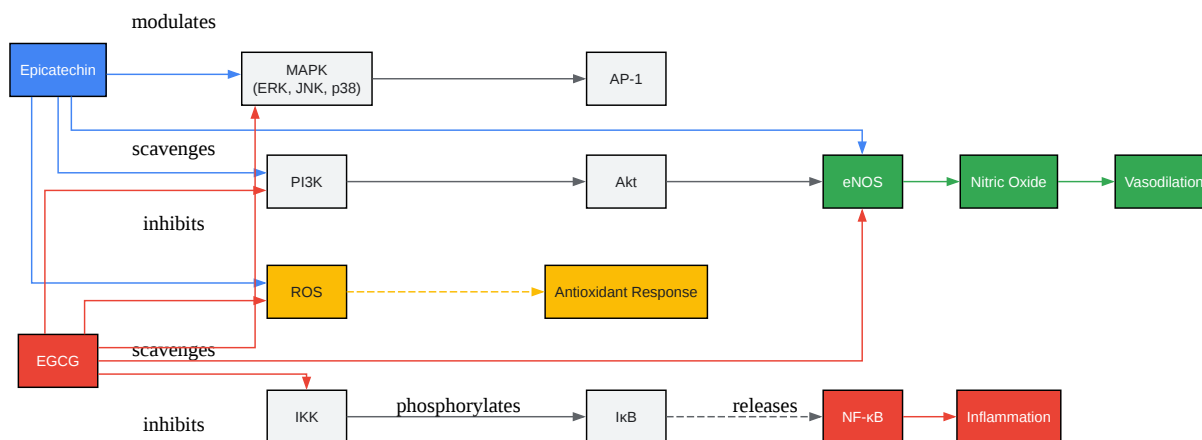 modulates
Epicatechin
MAPK
(ERK, JNK, p38)
AP-1
scavenges
PI3K
Akt
eNOS
Nitric Oxide
Vasodilation
inhibits
ROS
Antioxidant Response
EGCG
scavenges
IKK
phosphorylates
IκB
releases
NF-κB
Inflammation
inhibits